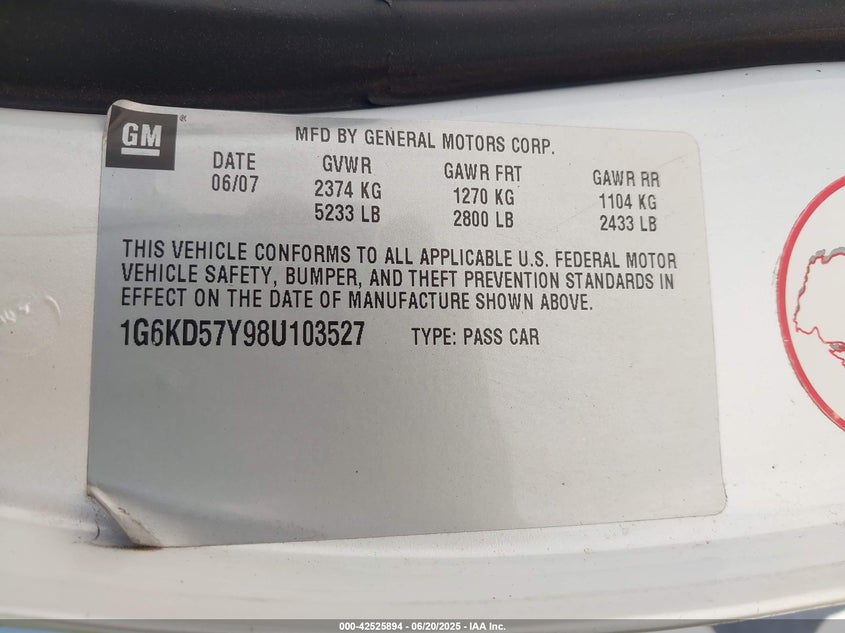 GM®
MFD BY GENERAL MOTORS CORP.
DATE GVWR GAWR FRT GAWR RR
06/07 2374 KG 1270 KG 1104 KG
5233 LB 2800 LB 2433 LB
THIS VEHICLE CONFORMS TO ALL APPLICABLE U.S. FEDERAL MOTOR
VEHICLE SAFETY, BUMPER, AND THEFT PREVENTION STANDARDS IN
EFFECT ON THE DATE OF MANUFACTURE SHOWN ABOVE.
1G6KD57Y98U103527 TYPE: PASS CAR
000-42525894 - 06/20/2025 - IAA Inc.